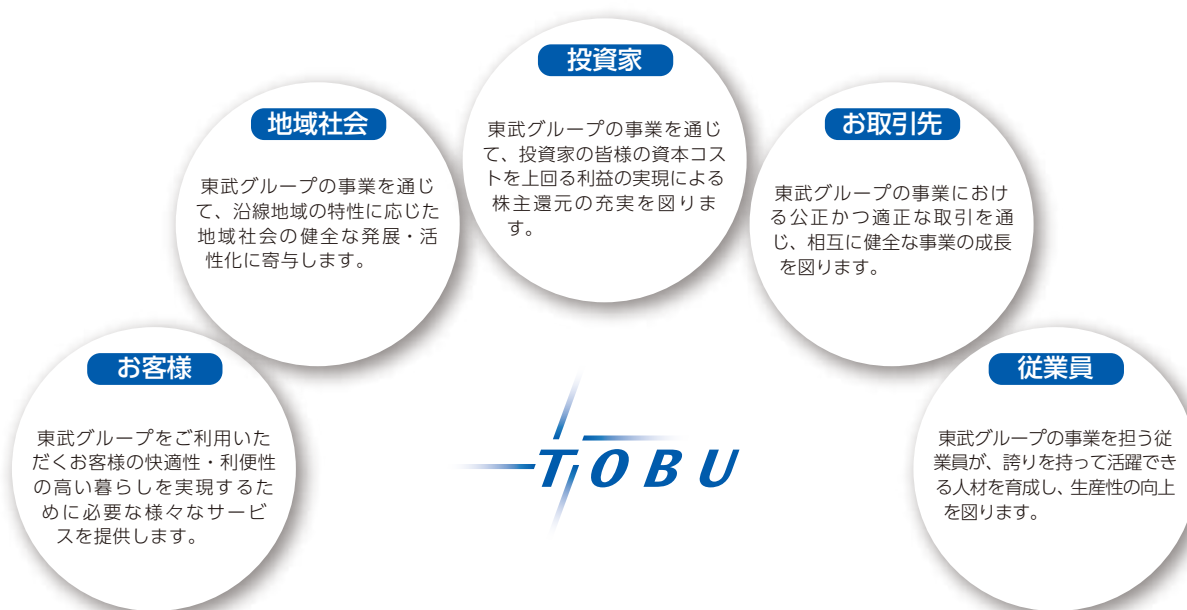 お客様
東武グループをご利用いた
だくお客様の快適性・利便性
の高い暮らしを実現するた
めに必要な様々なサービ
スを提供します。
地域社会
東武グループの事業を通じ
て、沿線地域の特性に応じた
地域社会の健全な発展・活
性化に寄与します。
投資家
東武グループの事業を通じ
て、投資家の皆様の資本コス
トを上回る利益の実現による
株主還元の充実を図りま
す。
お取引先
東武グループの事業におけ
る公正かつ適正な取引を通
じ、相互に健全な事業の成長
を図ります。
従業員
東武グループの事業を担う従
業員が、誇りを持って活躍でき
る人材を育成し、生産性の向上
を図ります。
TOBU